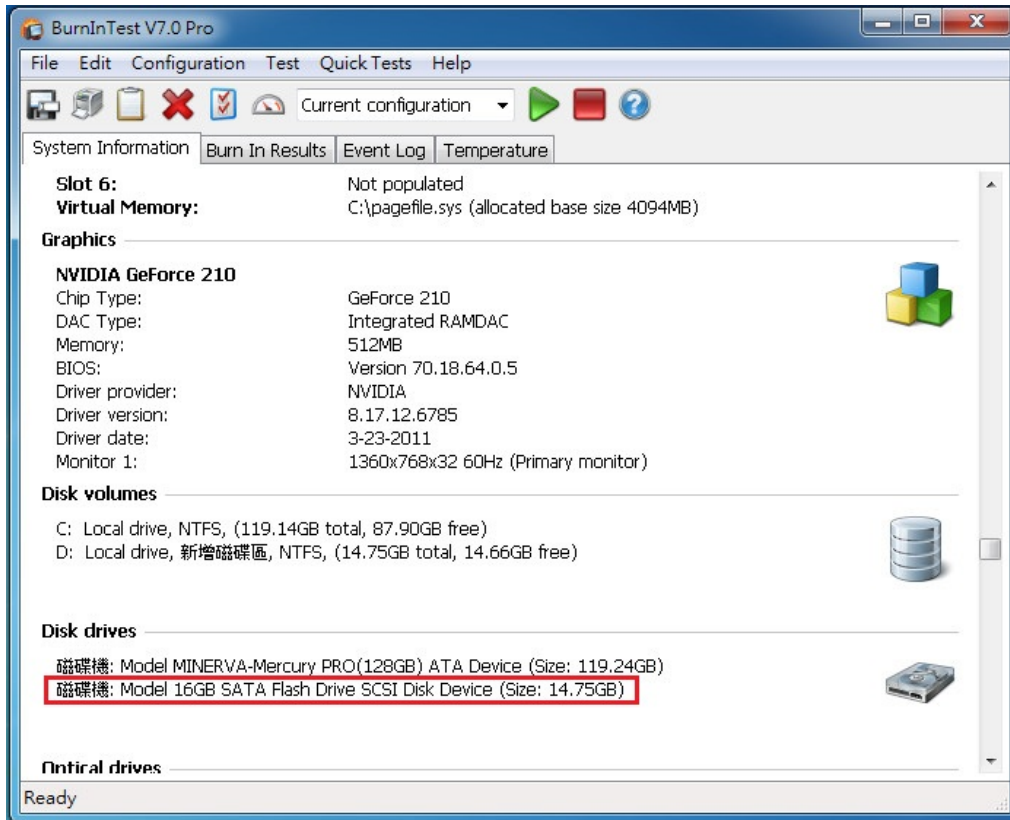 BurnInTest V7.0 Pro
File Edit Configuration Test Quick Tests Help
Current configuration
System Information Burn In Results Event Log Temperature
Slot 6: Not populated
Virtual Memory: C:\pagefile.sys (allocated base size 4094MB)
Graphics
NVIDIA GeForce 210
Chip Type: GeForce 210
DAC Type: Integrated RAMDAC
Memory: 512MB
BIOS: Version 70.18.64.0.5
Driver provider: NVIDIA
Driver version: 8.17.12.6785
Driver date: 3-23-2011
Monitor 1: 1360x768x32 60Hz (Primary monitor)
Disk volumes
C: Local drive, NTFS, (119.14GB total, 87.90GB free)
D: Local drive, 新增磁碟區, NTFS, (14.75GB total, 14.66GB free)
Disk drives
磁碟機: Model MINERVA-Mercury PRO(128GB) ATA Device (Size: 119.24GB)
磁碟機: Model 16GB SATA Flash Drive SCSI Disk Device (Size: 14.75GB)
Optical drives
Ready